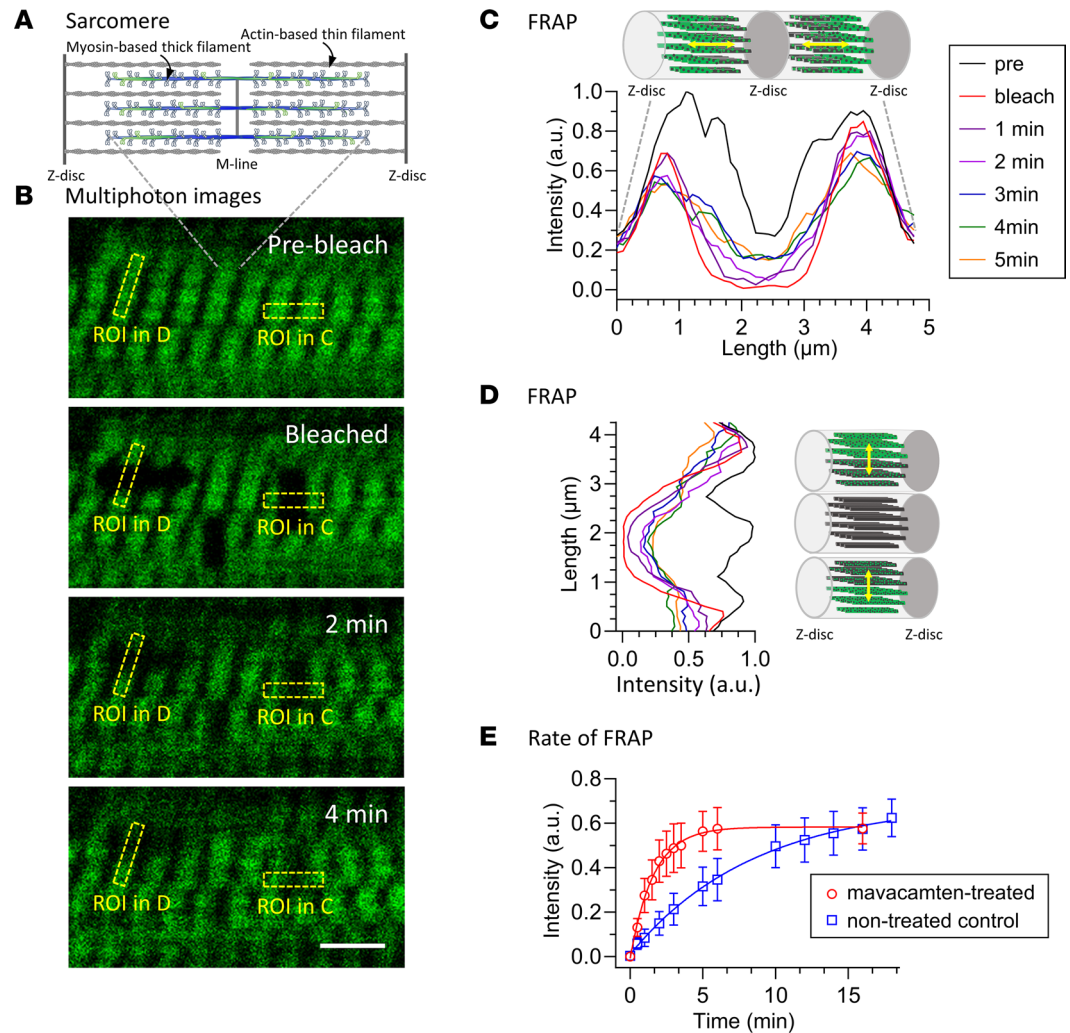 A Sarcomere
Myosin-based thick filament
Actin-based thin filament
M-line
Z-disc
Z-disc
B Multiphoton images
Pre-bleach
ROI in D
ROI in C
Bleached
ROI in D
ROI in C
2 min
ROI in D
ROI in C
4 min
ROI in D
ROI in C
C FRAP
Z-disc
Z-disc
Z-disc
Intensity (a.u.)
1.0
0.8
0.6
0.4
0.2
0.0
0 1 2 3 4 5
Length (µm)
pre
bleach
1 min
2 min
3min
4min
5min
D FRAP
Length (µm)
4
3
2
1
0
0.0 0.5 1.0
Intensity (a.u.)
Z-disc
Z-disc
E Rate of FRAP
Intensity (a.u.)
0.8
0.6
0.4
0.2
0.0
0 5 10 15
Time (min)
mavacamten-treated
non-treated control